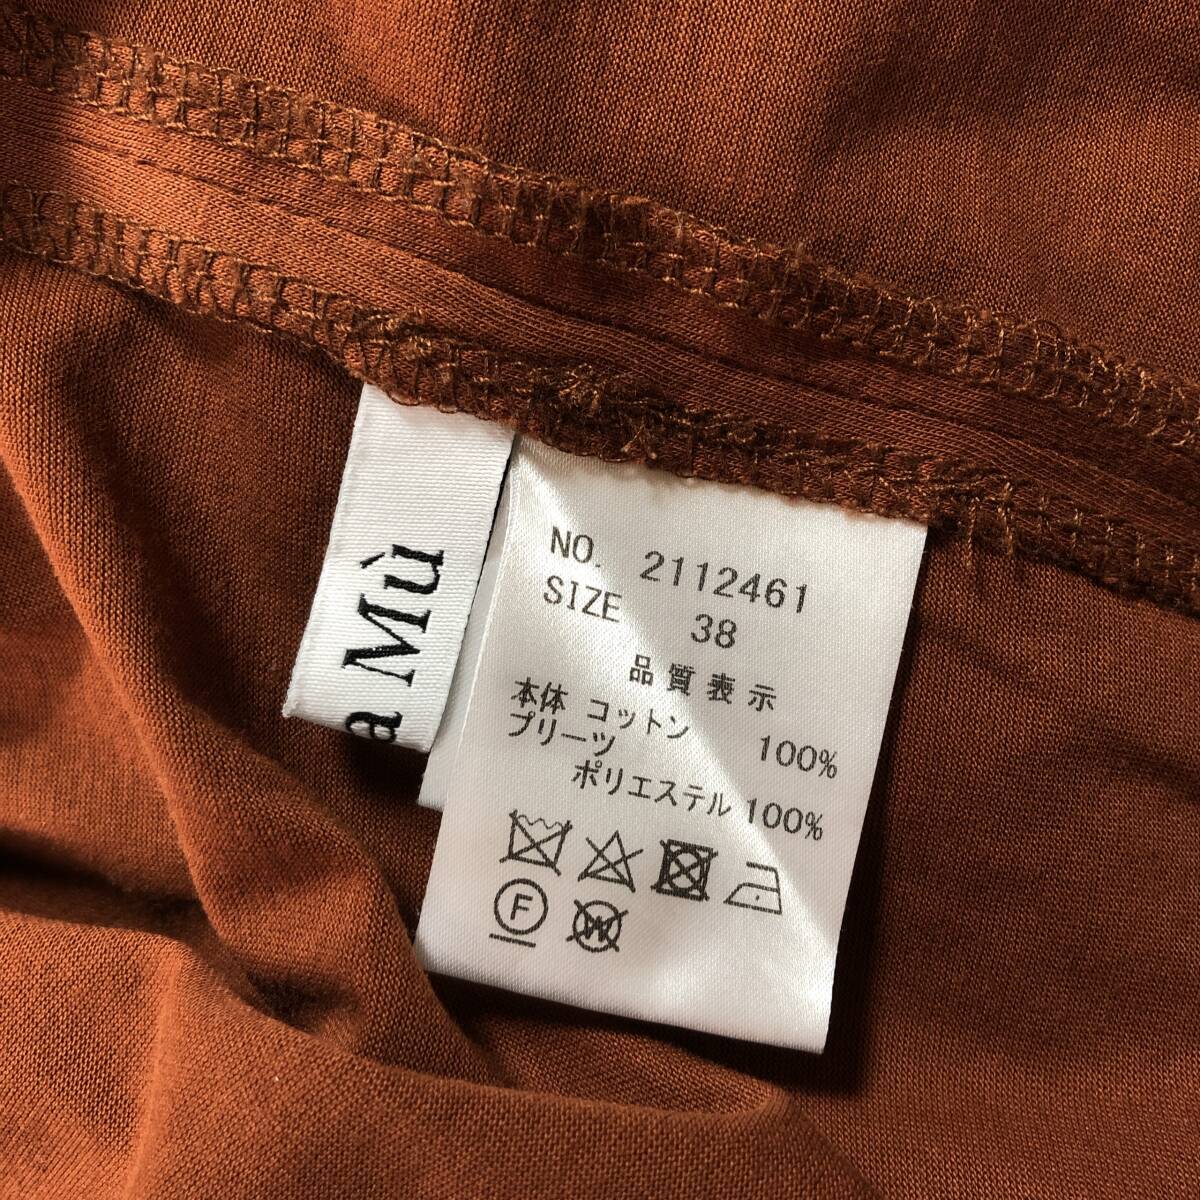 a Mù
NO. 2112461
SIZE 38
品質表示
本体 コットン 100%
プリーツ
ポリエステル 100%
F
W